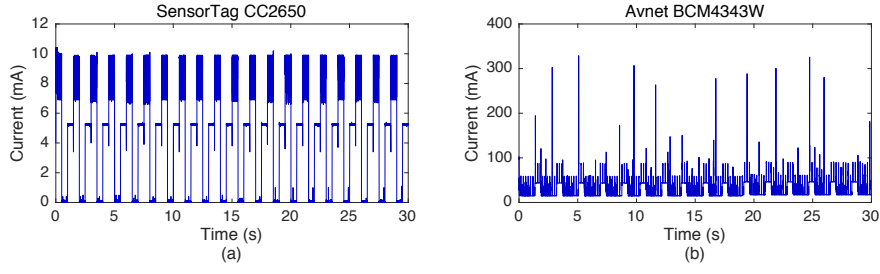 SensorTag CC2650
Current (mA)
12
10
8
6
4
2
0
0 5 10 15 20 25 30
Time (s)
(a)
Avnet BCM4343W
Current (mA)
400
300
200
100
0
0 5 10 15 20 25 30
Time (s)
(b)